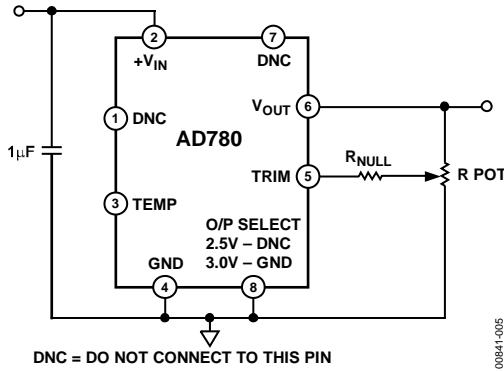 2
7
+VIN
DNC
1
DNC
VOUT
6
AD780
1μF
RNULL
TRIM
5
R POT
3
TEMP
O/P SELECT
2.5V – DNC
3.0V – GND
GND
4
8
DNC = DO NOT CONNECT TO THIS PIN
00841-005